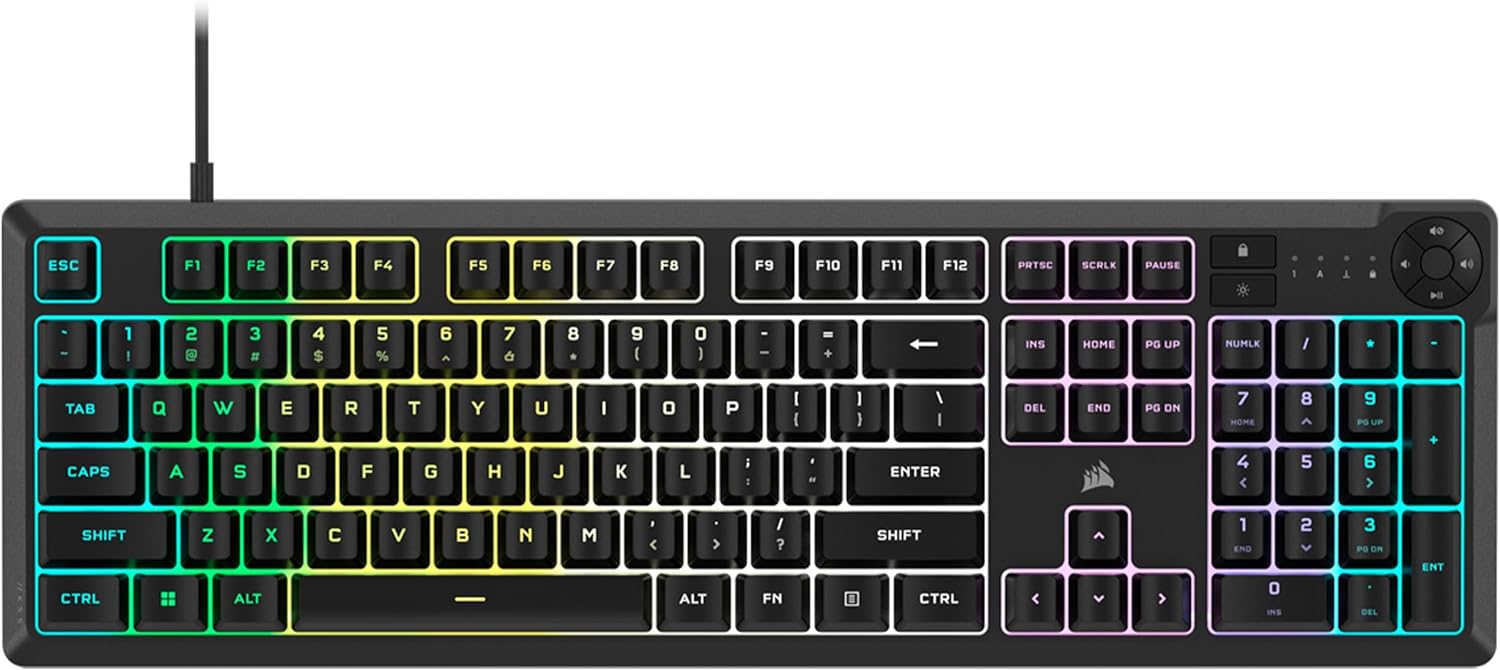 ESC F1 F2 F3 F4 F5 F6 F7 F8 F9 F10 F11 F12 PRTSC SCRLK PAUSE
1 A
` 1 2 3 4 5 6 7 8 9 0 - = INS HOME PG UP NUMLK / * -
~ ! @ # $ % ^ & * ( ) _ +
TAB Q W E R T Y U I O P [ ] \ DEL END PG DN 7 8 9 +
{ } | HOME PG UP
CAPS A S D F G H J K L ; ' ENTER 4 5 6
: "
SHIFT Z X C V B N M , . / SHIFT 1 2 3 ENT
< > ? END PG DN
CTRL ALT ALT FN CTRL 0 .
INS DEL